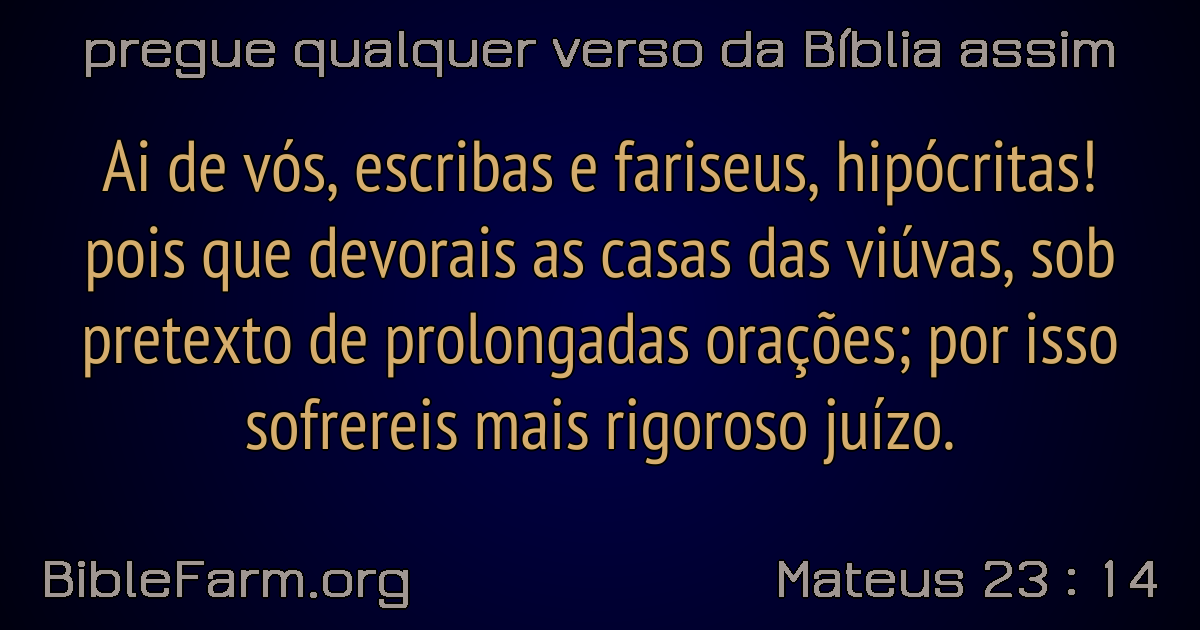 pregue qualquer verso da Bíblia assim
Ai de vós, escribas e fariseus, hipócritas!
pois que devorais as casas das viúvas, sob
pretexto de prolongadas orações; por isso
sofrereis mais rigoroso juízo.
BibleFarm.org
Mateus 23 : 14